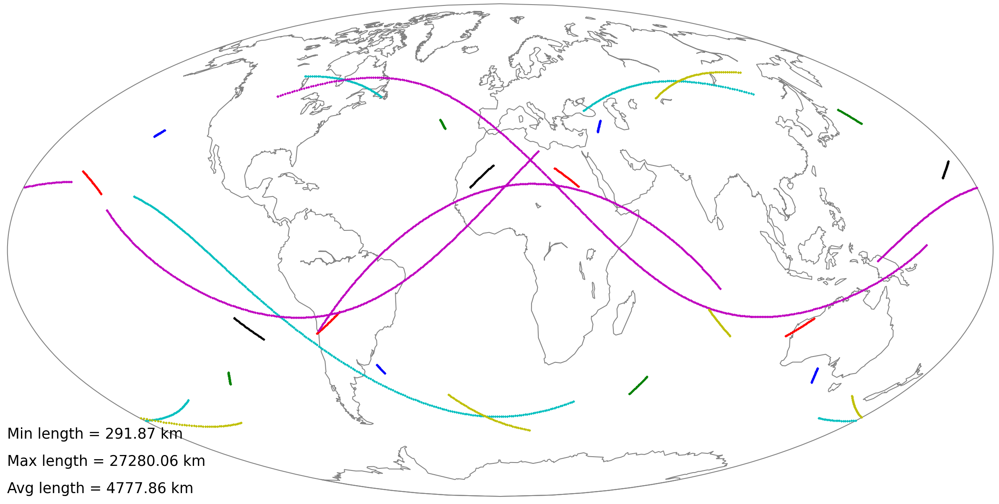 Min length = 291.87 km
Max length = 27280.06 km
Avg length = 4777.86 km